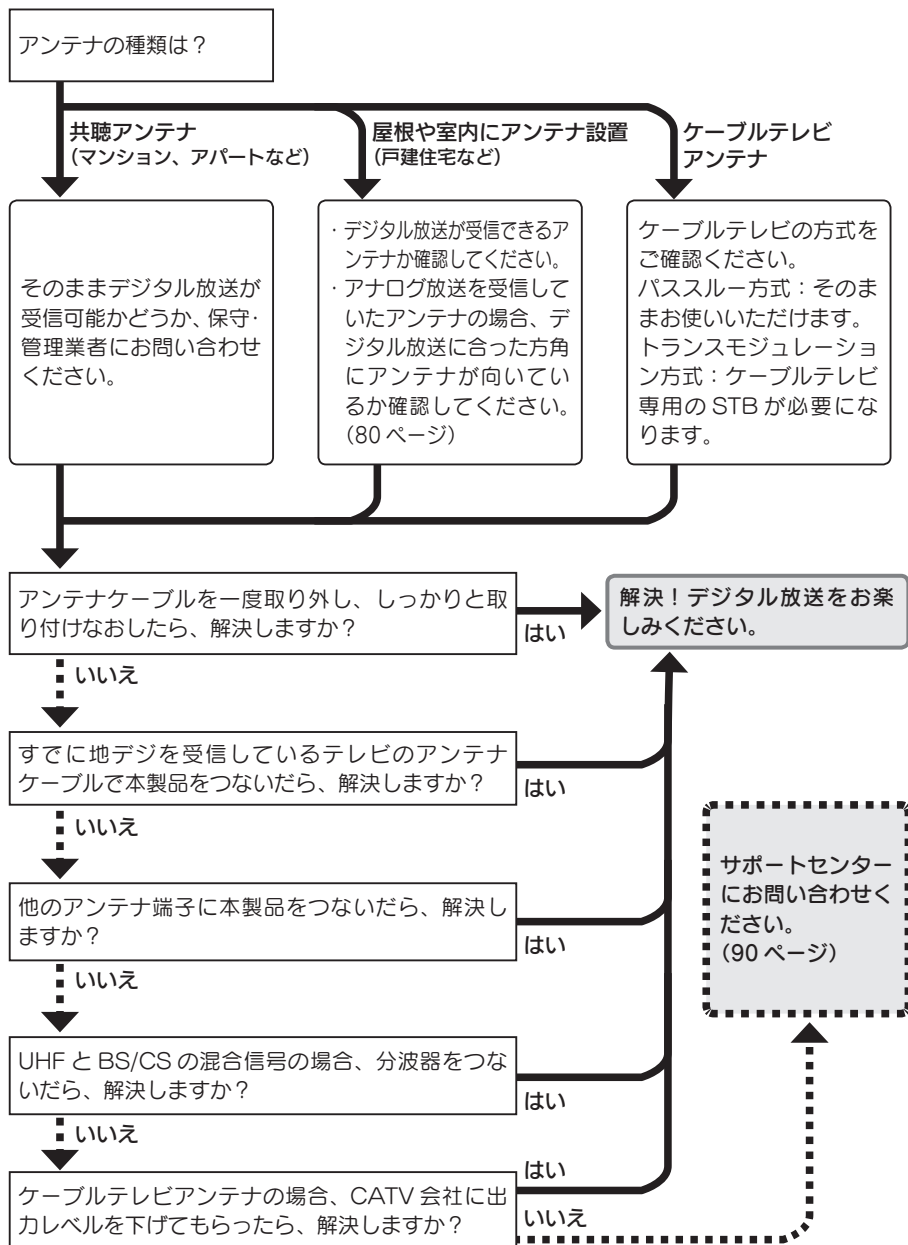 アンテナの種類は?
共聴アンテナ
(マンション、アパートなど)
屋根や室内にアンテナ設置
(戸建住宅など)
ケーブルテレビ
アンテナ
そのままデジタル放送が
受信可能かどうか、保守・
管理業者にお問い合わせ
ください。
・デジタル放送が受信できるア
ンテナか確認してください。
・アナログ放送を受信して
いたアンテナの場合、デ
ジタル放送に合った方角
にアンテナが向いてい
るか確認してください。
(80 ページ)
ケーブルテレビの方式を
ご確認ください。
パススルー方式:そのま
まお使いいただけます。
トランスモジュレーショ
ン方式:ケーブルテレビ
専用の STB が必要にな
ります。
アンテナケーブルを一度取り外し、しっかりと取
り付けなおしたら、解決しますか?
はい
解決!デジタル放送をお楽
しみください。
いいえ
すでに地デジを受信しているテレビのアンテナ
ケーブルで本製品をつないだら、解決しますか?
はい
いいえ
他のアンテナ端子に本製品をつないだら、解決し
ますか?
はい
いいえ
サポートセンター
にお問い合わせく
ださい。
(90 ページ)
UHF と BS/CS の混合信号の場合、分波器をつな
いだら、解決しますか?
はい
いいえ
ケーブルテレビアンテナの場合、CATV 会社に出
力レベルを下げてもらったら、解決しますか?
はい
いいえ